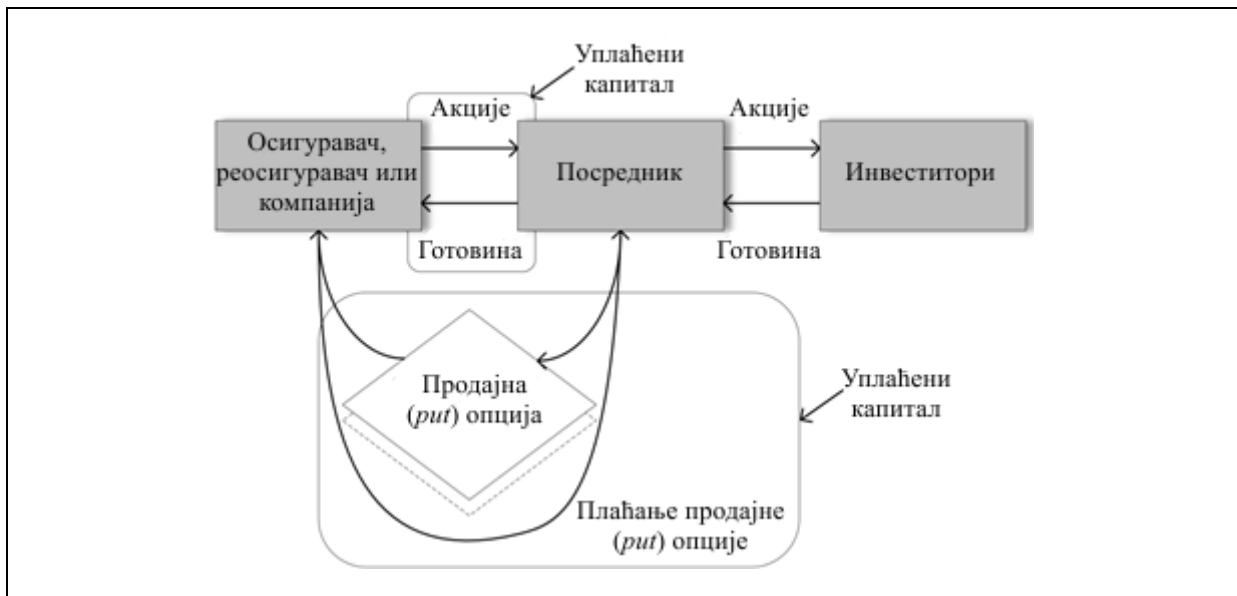 Уплаћени
капитал
Акције
Акције
Осигуравач,
реосигуравач или
компанија
Посредник
Инвеститори
Готовина
Готовина
Продајна
(put) опција
Уплаћени
капитал
Плаћање продајне
(put) опције